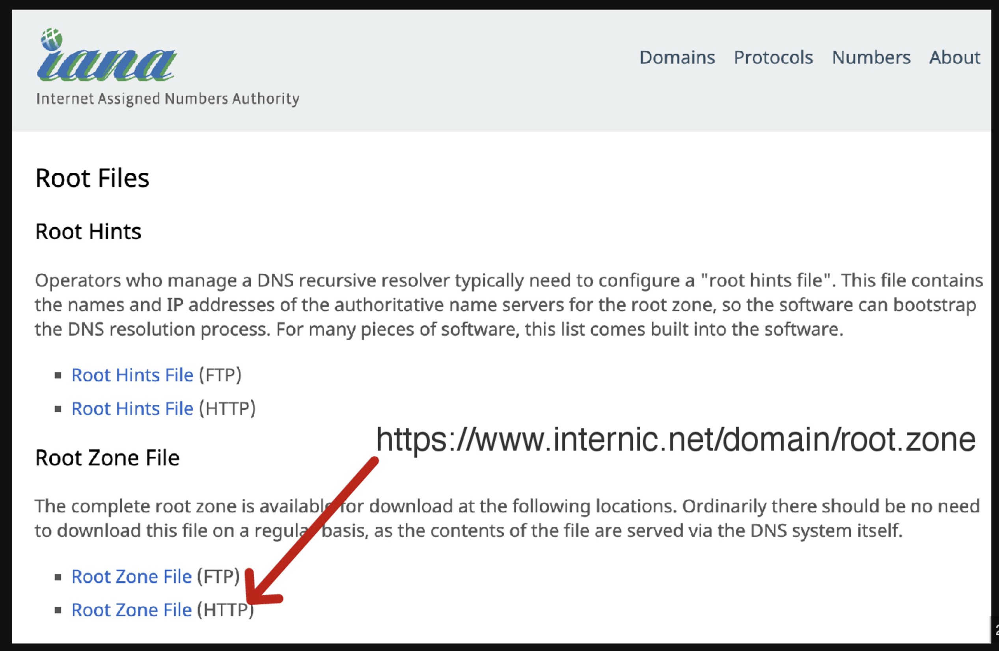 iana
Internet Assigned Numbers Authority
Domains Protocols Numbers About
Root Files
Root Hints
Operators who manage a DNS recursive resolver typically need to configure a "root hints file". This file contains
the names and IP addresses of the authoritative name servers for the root zone, so the software can bootstrap
the DNS resolution process. For many pieces of software, this list comes built into the software.
▪ Root Hints File (FTP)
▪ Root Hints File (HTTP)
https://www.internic.net/domain/root.zone
Root Zone File
The complete root zone is available for download at the following locations. Ordinarily there should be no need
to download this file on a regular basis, as the contents of the file are served via the DNS system itself.
▪ Root Zone File (FTP)
▪ Root Zone File (HTTP)